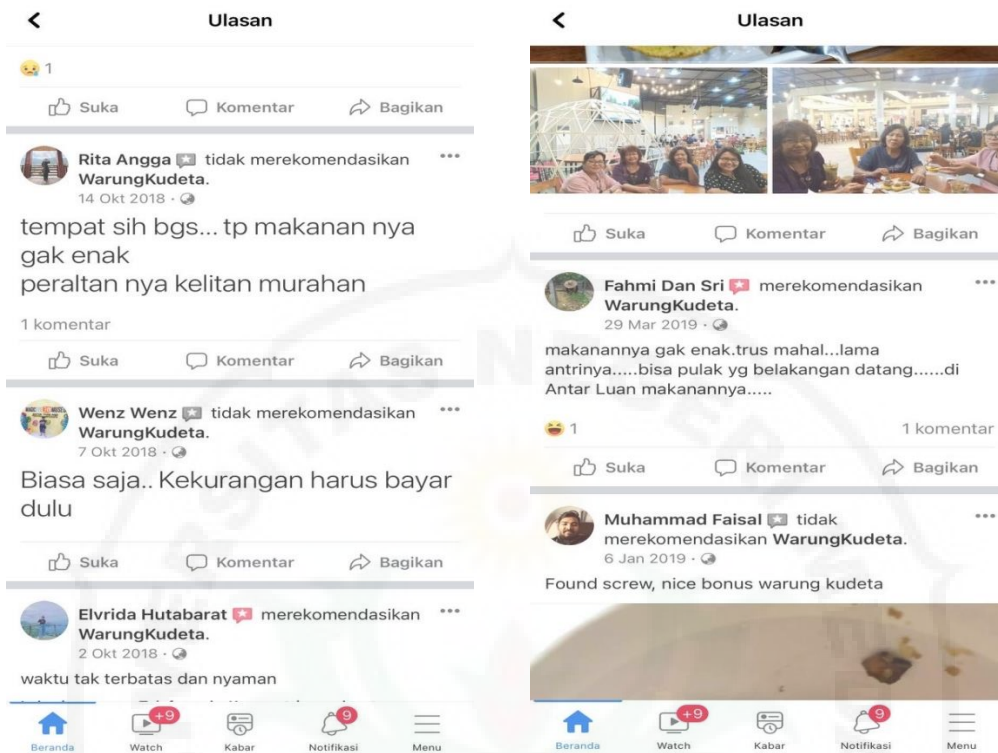 Ulasan
1
Suka Komentar Bagikan
Rita Angga tidak merekomendasikan
WarungKudeta.
14 Okt 2018 ·
tempat sih bgs... tp makanan nya
gak enak
peraltan nya kelitan murahan
1 komentar
Suka Komentar Bagikan
Wenz Wenz tidak merekomendasikan
WarungKudeta.
7 Okt 2018 ·
Biasa saja.. Kekurangan harus bayar
dulu
Suka Komentar Bagikan
Elvrida Hutabarat merekomendasikan
WarungKudeta.
2 Okt 2018 ·
waktu tak terbatas dan nyaman
+9 9
Beranda Watch Kabar Notifikasi Menu
Ulasan
Suka Komentar Bagikan
Fahmi Dan Sri merekomendasikan
WarungKudeta.
29 Mar 2019 ·
makanannya gak enak.trus mahal...lama
antrinya.....bisa pulak yg belakangan datang......di
Antar Luan makanannya.....
1 1 komentar
Suka Komentar Bagikan
Muhammad Faisal tidak
merekomendasikan WarungKudeta.
6 Jan 2019 ·
Found screw, nice bonus warung kudeta
+9 9
Beranda Watch Kabar Notifikasi Menu